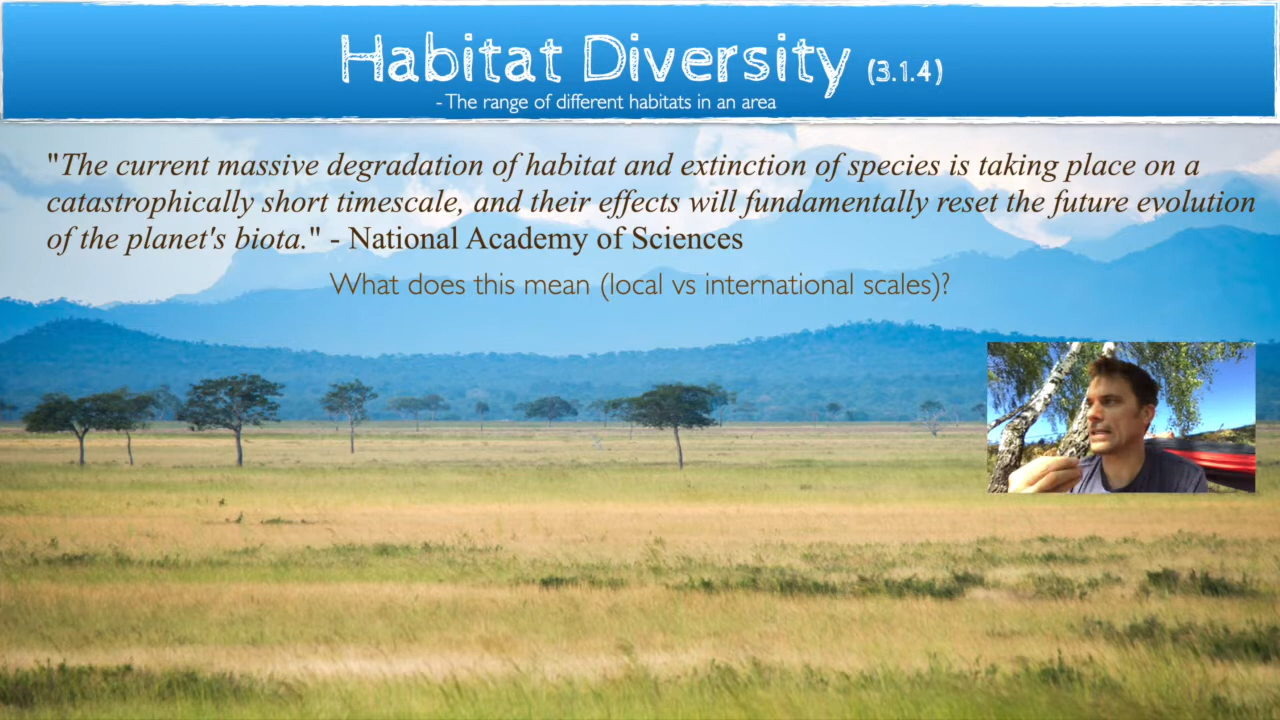 Habitat Diversity (3.1.4)
- The range of different habitats in an area
"The current massive degradation of habitat and extinction of species is taking place on a
catastrophically short timescale, and their effects will fundamentally reset the future evolution
of the planet's biota." - National Academy of Sciences
What does this mean (local vs international scales)?